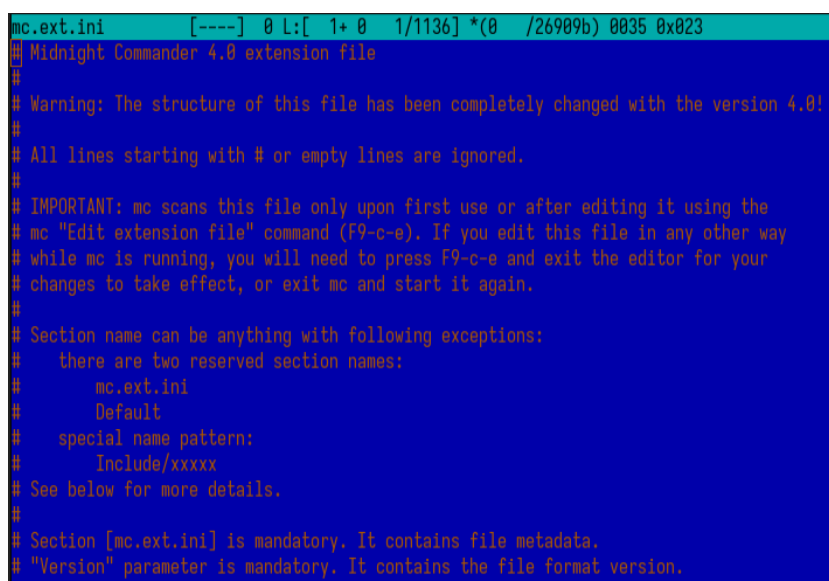 mc.ext.ini [----] 0 L:[ 1+ 0 1/1136] *(0 /26909b) 0035 0x023
# Midnight Commander 4.0 extension file
#
# Warning: The structure of this file has been completely changed with the version 4.0!
#
# All lines starting with # or empty lines are ignored.
#
# IMPORTANT: mc scans this file only upon first use or after editing it using the
# mc "Edit extension file" command (F9-c-e). If you edit this file in any other way
# while mc is running, you will need to press F9-c-e and exit the editor for your
# changes to take effect, or exit mc and start it again.
#
# Section name can be anything with following exceptions:
#    there are two reserved section names:
#        mc.ext.ini
#        Default
#    special name pattern:
#        Include/xxxxx
# See below for more details.
#
# Section [mc.ext.ini] is mandatory. It contains file metadata.
# "Version" parameter is mandatory. It contains the file format version.